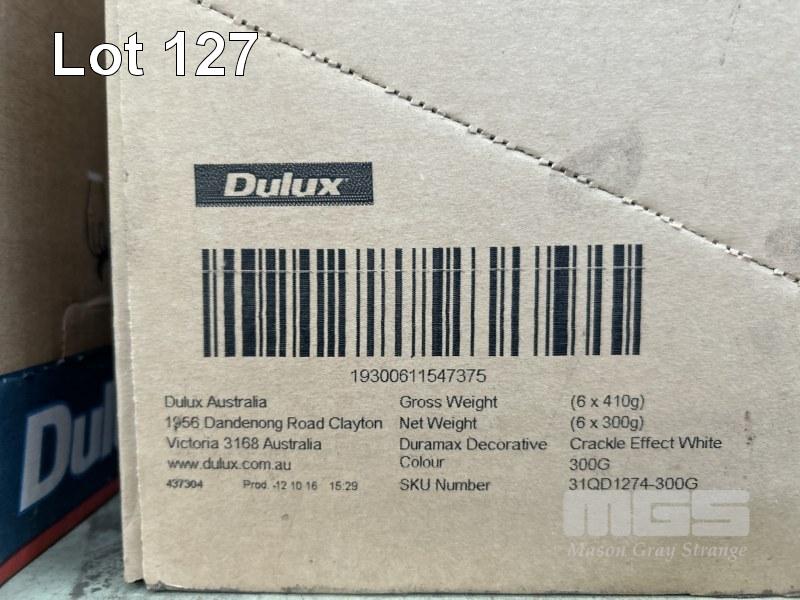 Lot 127
Dulux
19300611547375
Dulux Australia Gross Weight (6 x 410g)
1956 Dandenong Road Clayton Net Weight (6 x 300g)
Victoria 3168 Australia Duramax Decorative Crackle Effect White
www.dulux.com.au Colour 300G
437304 Prod. -12 10 16 15:29 SKU Number 31QD1274-300G
Dul
MGS
Mason Gray Strange